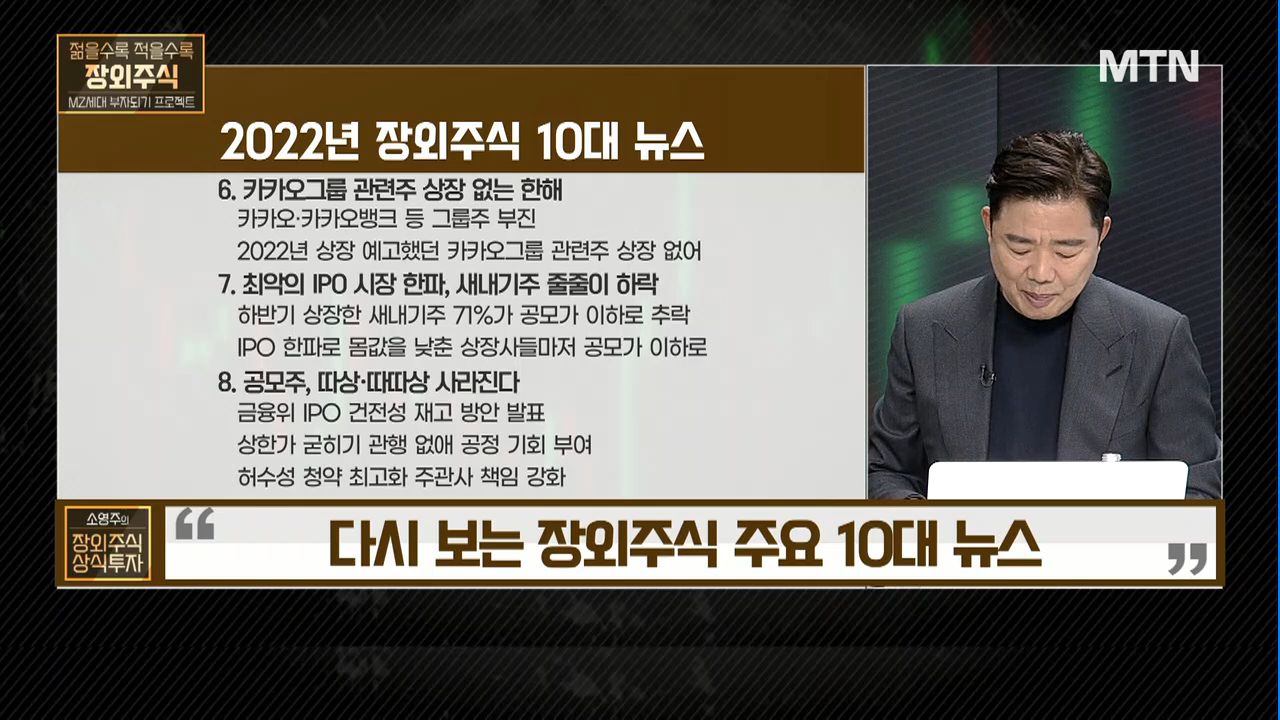 젊을수록 적을수록
장외주식
MZ세대 부자되기 프로젝트
MTN
2022년 장외주식 10대 뉴스
6. 카카오그룹 관련주 상장 없는 한해
카카오·카카오뱅크 등 그룹주 부진
2022년 상장 예고했던 카카오그룹 관련주 상장 없어
7. 최악의 IPO 시장 한파, 새내기주 줄줄이 하락
하반기 상장한 새내기주 71%가 공모가 이하로 추락
IPO 한파로 몸값을 낮춘 상장사들마저 공모가 이하로
8. 공모주, 따상·따따상 사라진다
금융위 IPO 건전성 재고 방안 발표
상한가 굳히기 관행 없애 공정 기회 부여
허수성 청약 최고화 주관사 책임 강화
소영주의
장외주식
상식투자
“ 다시 보는 장외주식 주요 10대 뉴스 ”